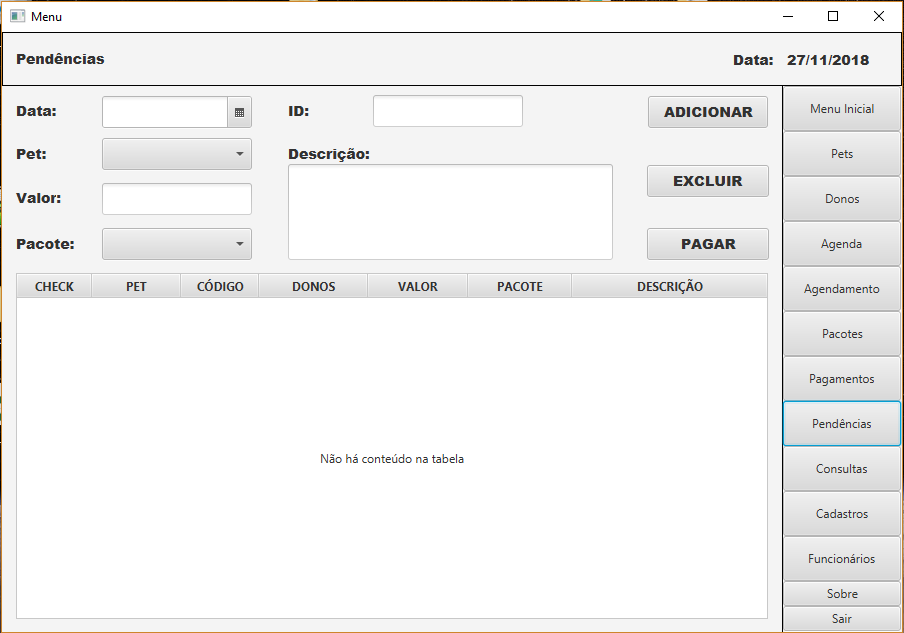 Menu
Pendências
Data: 27/11/2018
Data:
ID:
ADICIONAR
Pet:
Descrição:
EXCLUIR
Valor:
Pacote:
PAGAR
CHECK PET CÓDIGO DONOS VALOR PACOTE DESCRIÇÃO
Não há conteúdo na tabela
Menu Inicial
Pets
Donos
Agenda
Agendamento
Pacotes
Pagamentos
Pendências
Consultas
Cadastros
Funcionários
Sobre
Sair